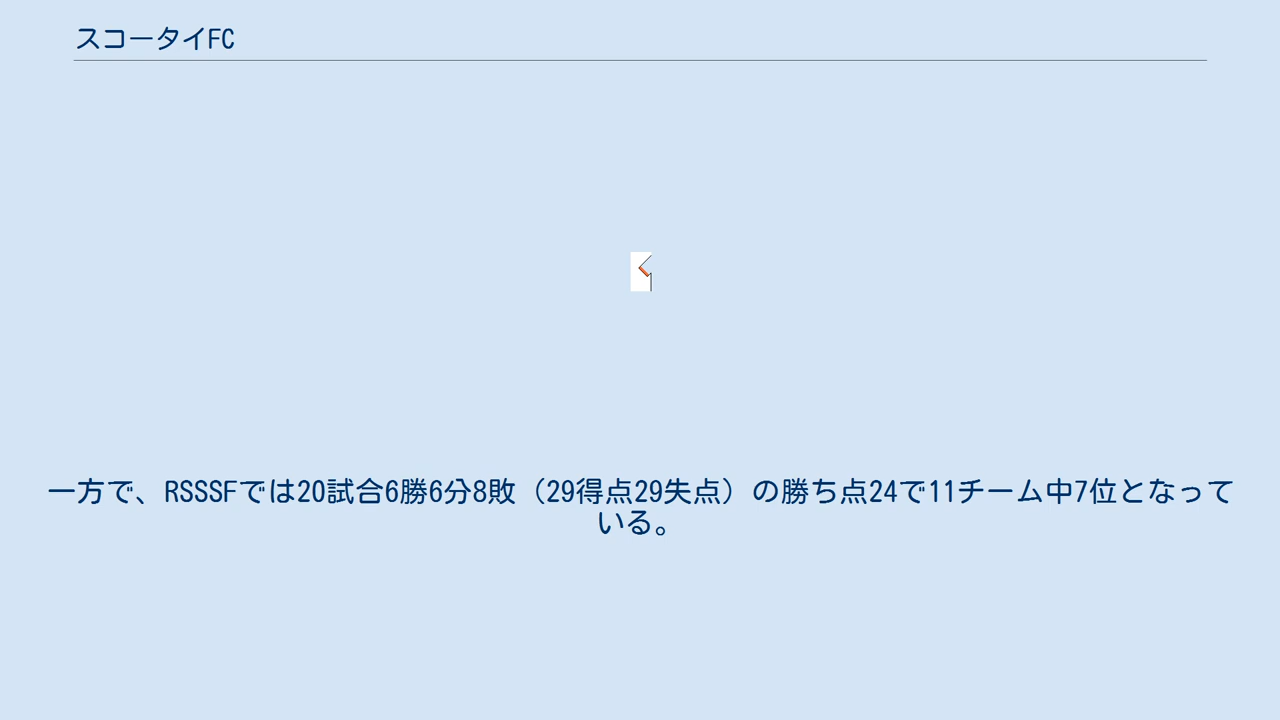 スコータイFC
一方で、RSSSFでは20試合6勝6分8敗（29得点29失点）の勝ち点24で11チーム中7位となって
いる。